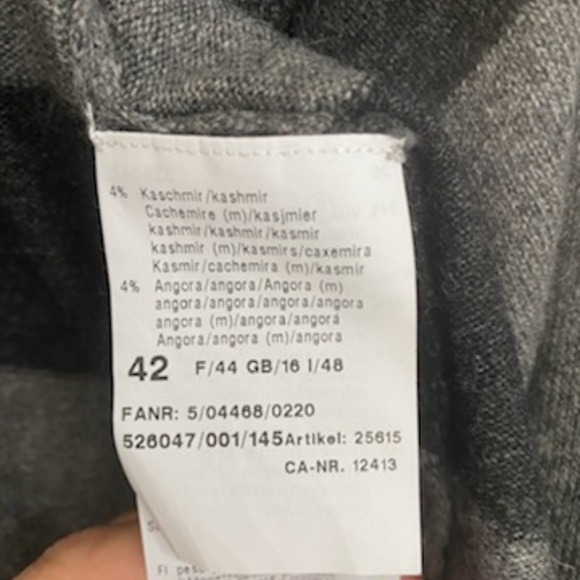 4% Kaschmir/kashmir
Cachemire (m)/kasjmier
kashmir/kashmir/kasmir
kashmir (m)/kasmirs/caxemira
Kasmir/cachemira (m)/kasmir
4% Angora/angora/Angora (m)
angora/angora/angora/angora
angora (m)/angora/angora
Angora/angora (m)/angora
42 F/44 GB/16 I/48
FANR: 5/04468/0220
526047/001/145 Artikel: 25615
CA-NR. 12413
FI